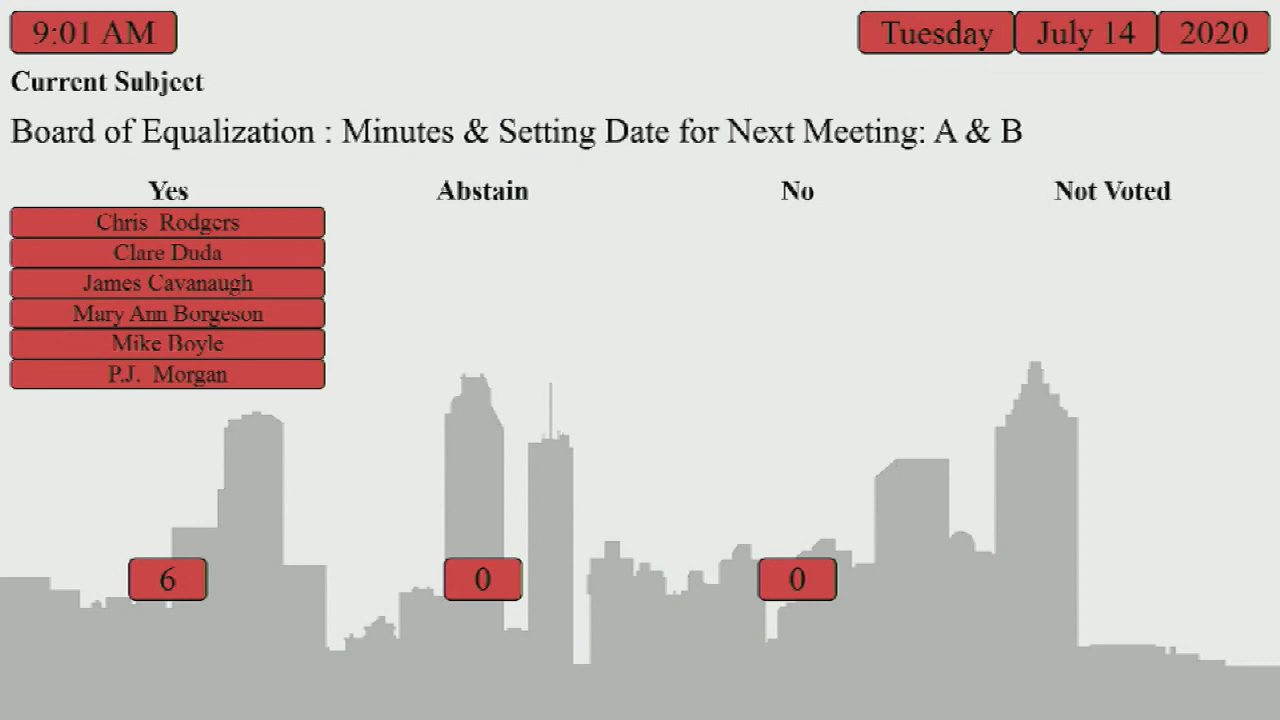 9:01 AM Tuesday July 14 2020
Current Subject
Board of Equalization : Minutes & Setting Date for Next Meeting: A & B
Yes Abstain No Not Voted
Chris Rodgers
Clare Duda
James Cavanaugh
Mary Ann Borgeson
Mike Boyle
P.J. Morgan
6 0 0